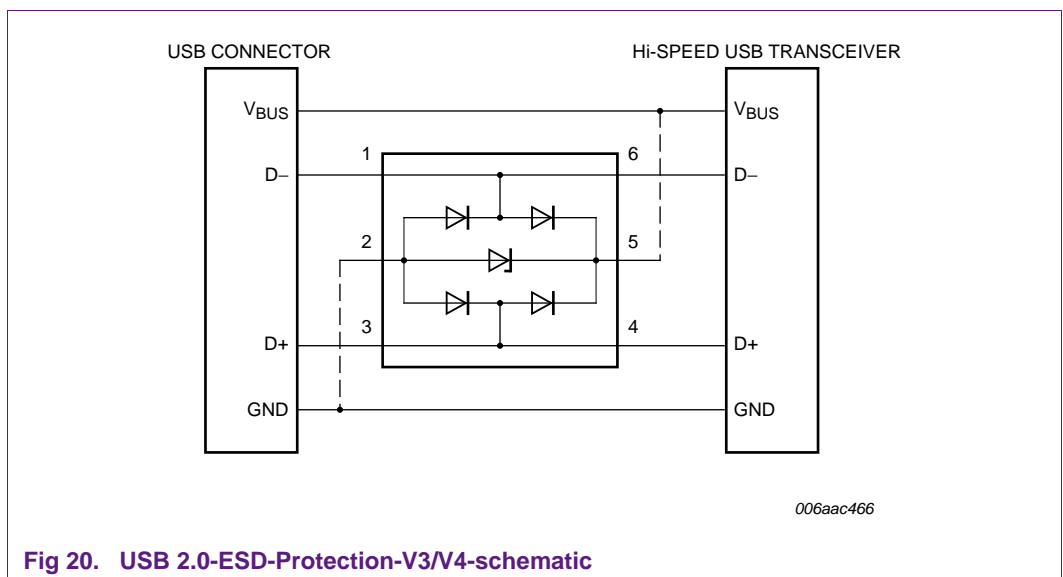 USB CONNECTOR
Hi-SPEED USB TRANSCEIVER
VBUS
VBUS
1
6
D−
D−
2
5
3
4
D+
D+
GND
GND
006aac466
Fig 20. USB 2.0-ESD-Protection-V3/V4-schematic